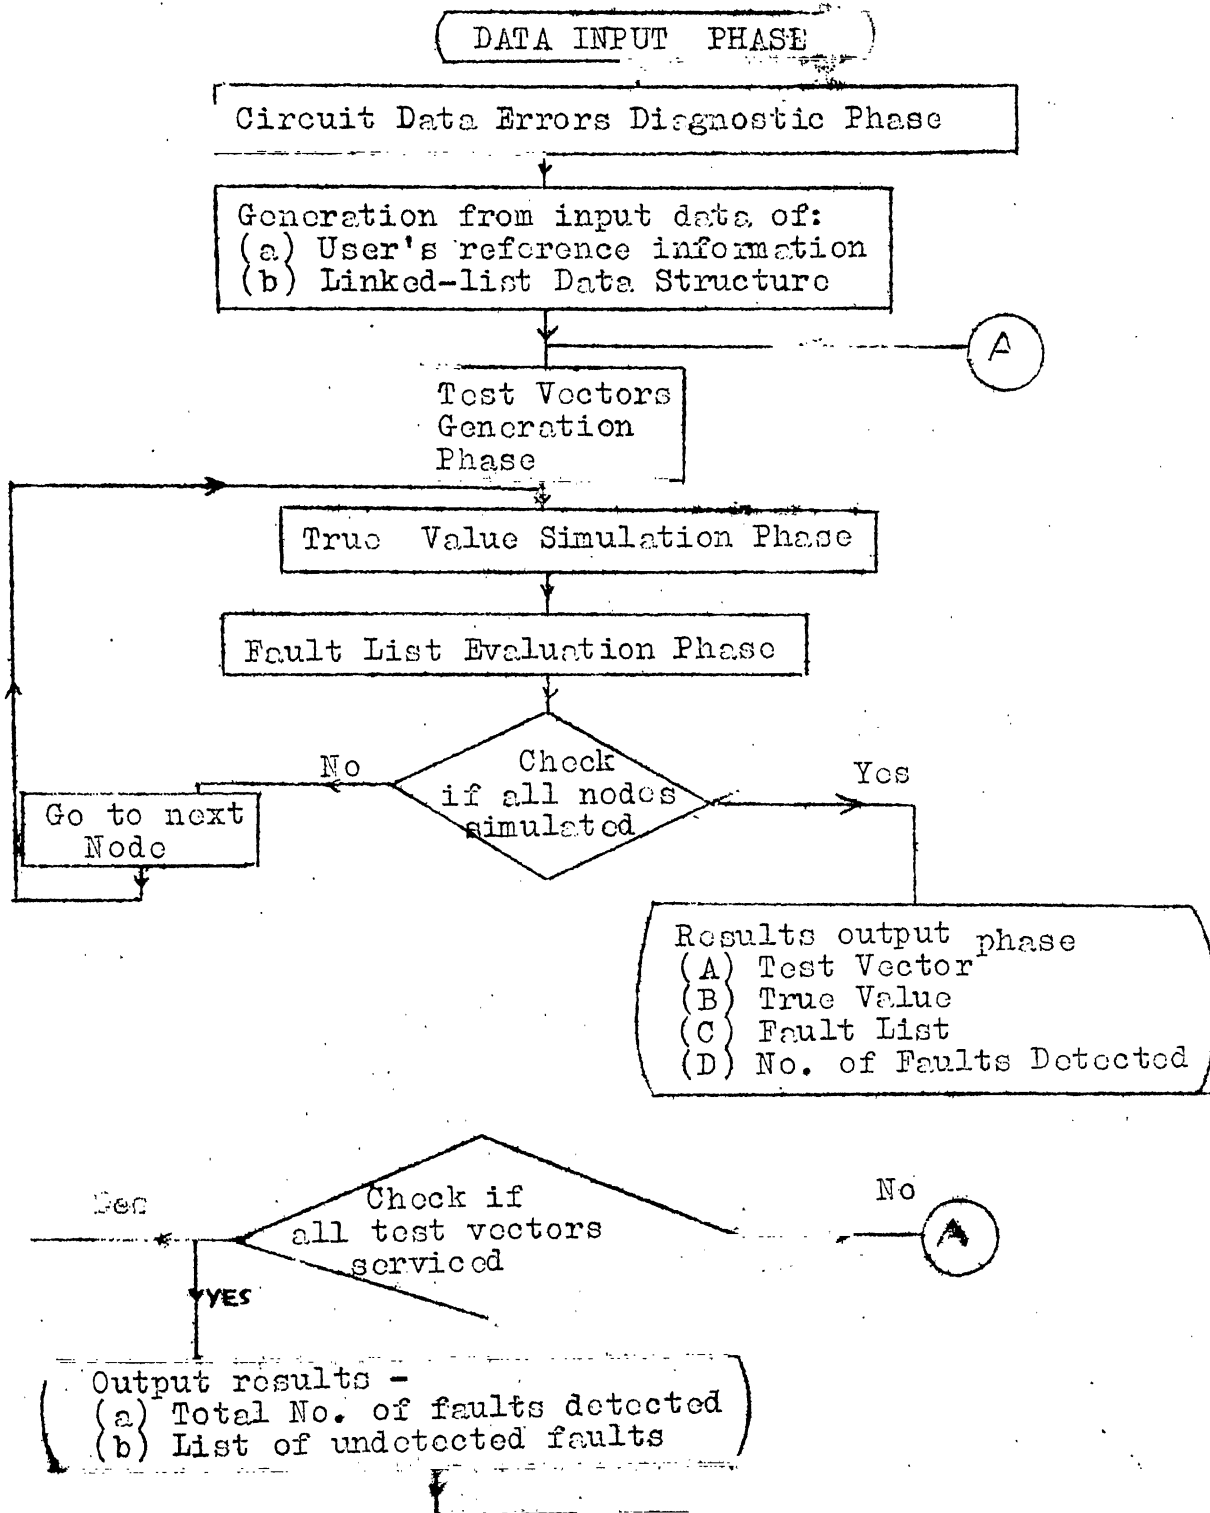 DATA INPUT PHASE
Circuit Data Errors Diagnostic Phase
Generation from input data of:
(a) User's reference information
(b) Linked-list Data Structure
A
Test Vectors
Generation
Phase
True Value Simulation Phase
Fault List Evaluation Phase
Check
if all nodes
simulated
No
Yes
Go to next
Node
Results output phase
(A) Test Vector
(B) True Value
(C) Fault List
(D) No. of Faults Detected
Check if
all test vectors
serviced
No
A
YES
Output results -
(a) Total No. of faults detected
(b) List of undetected faults